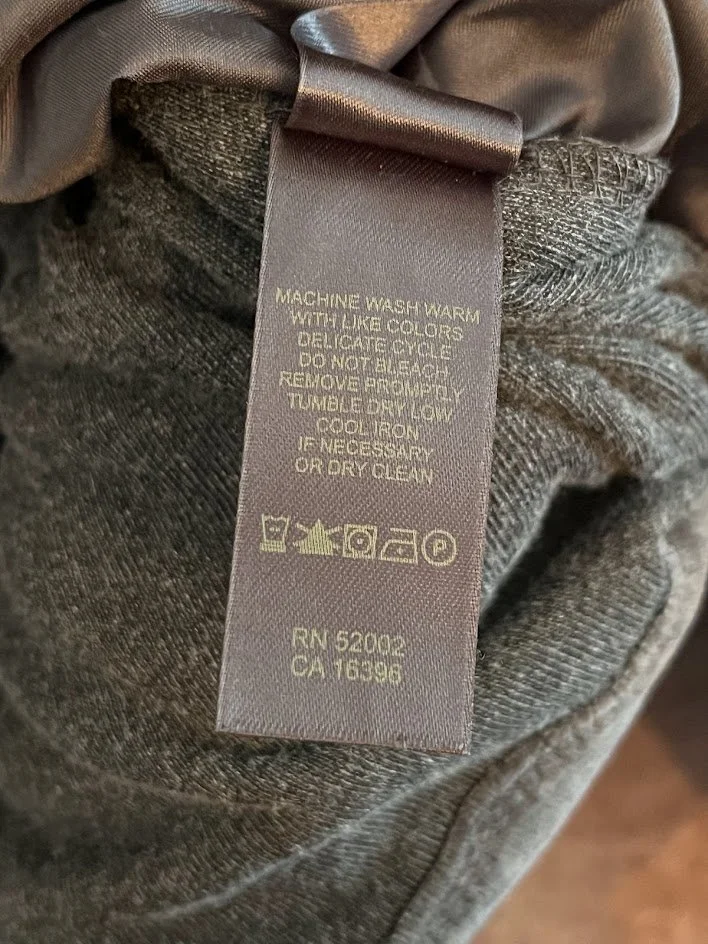 MACHINE WASH WARM
WITH LIKE COLORS
DELICATE CYCLE
DO NOT BLEACH
REMOVE PROMPTLY
TUMBLE DRY LOW
COOL IRON
IF NECESSARY
OR DRY CLEAN
P
RN 52002
CA 16396